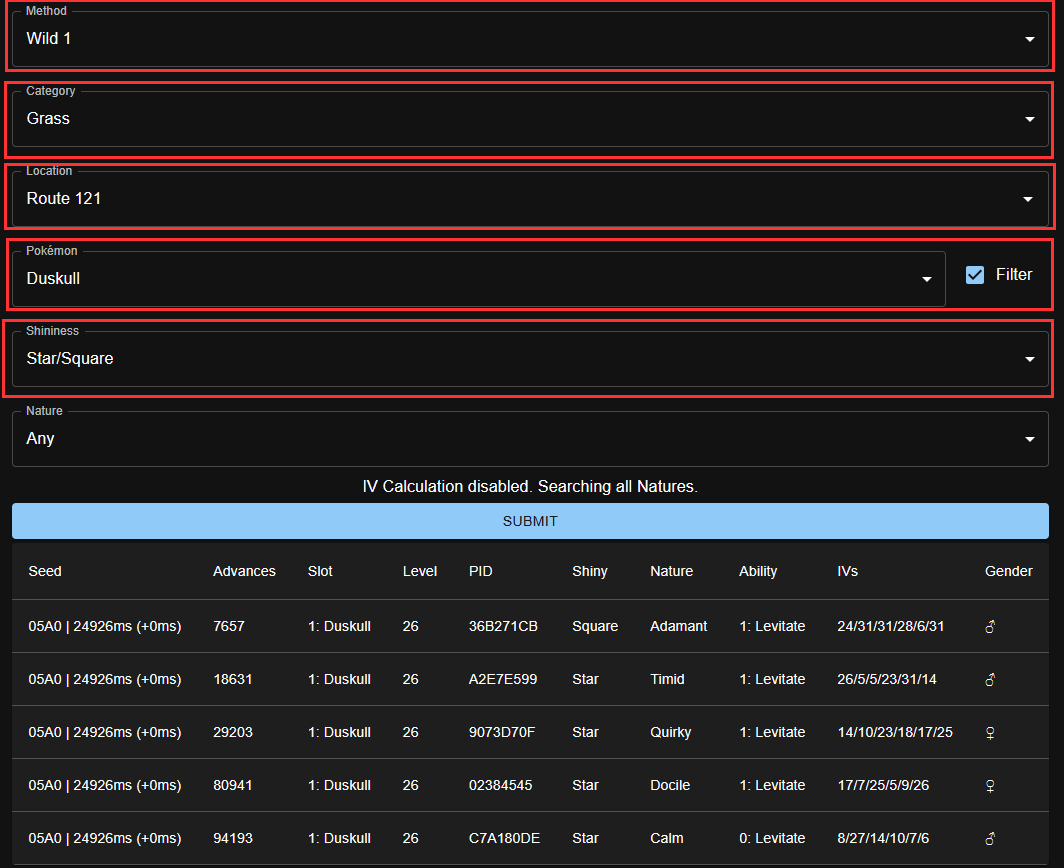 Method
Wild 1
Category
Grass
Location
Route 121
Pokémon
Duskull
Filter
Shininess
Star/Square
Nature
Any
IV Calculation disabled. Searching all Natures.
SUBMIT
Seed Advances Slot Level PID Shiny Nature Ability IVs Gender
05A0 | 24926ms (+0ms) 7657 1: Duskull 26 36B271CB Square Adamant 1: Levitate 24/31/31/28/6/31 ♂
05A0 | 24926ms (+0ms) 18631 1: Duskull 26 A2E7E599 Star Timid 1: Levitate 26/5/5/23/31/14 ♂
05A0 | 24926ms (+0ms) 29203 1: Duskull 26 9073D70F Star Quirky 1: Levitate 14/10/23/18/17/25 ♀
05A0 | 24926ms (+0ms) 80941 1: Duskull 26 02384545 Star Docile 1: Levitate 17/7/25/5/9/26 ♀
05A0 | 24926ms (+0ms) 94193 1: Duskull 26 C7A180DE Star Calm 0: Levitate 8/27/14/10/7/6 ♂